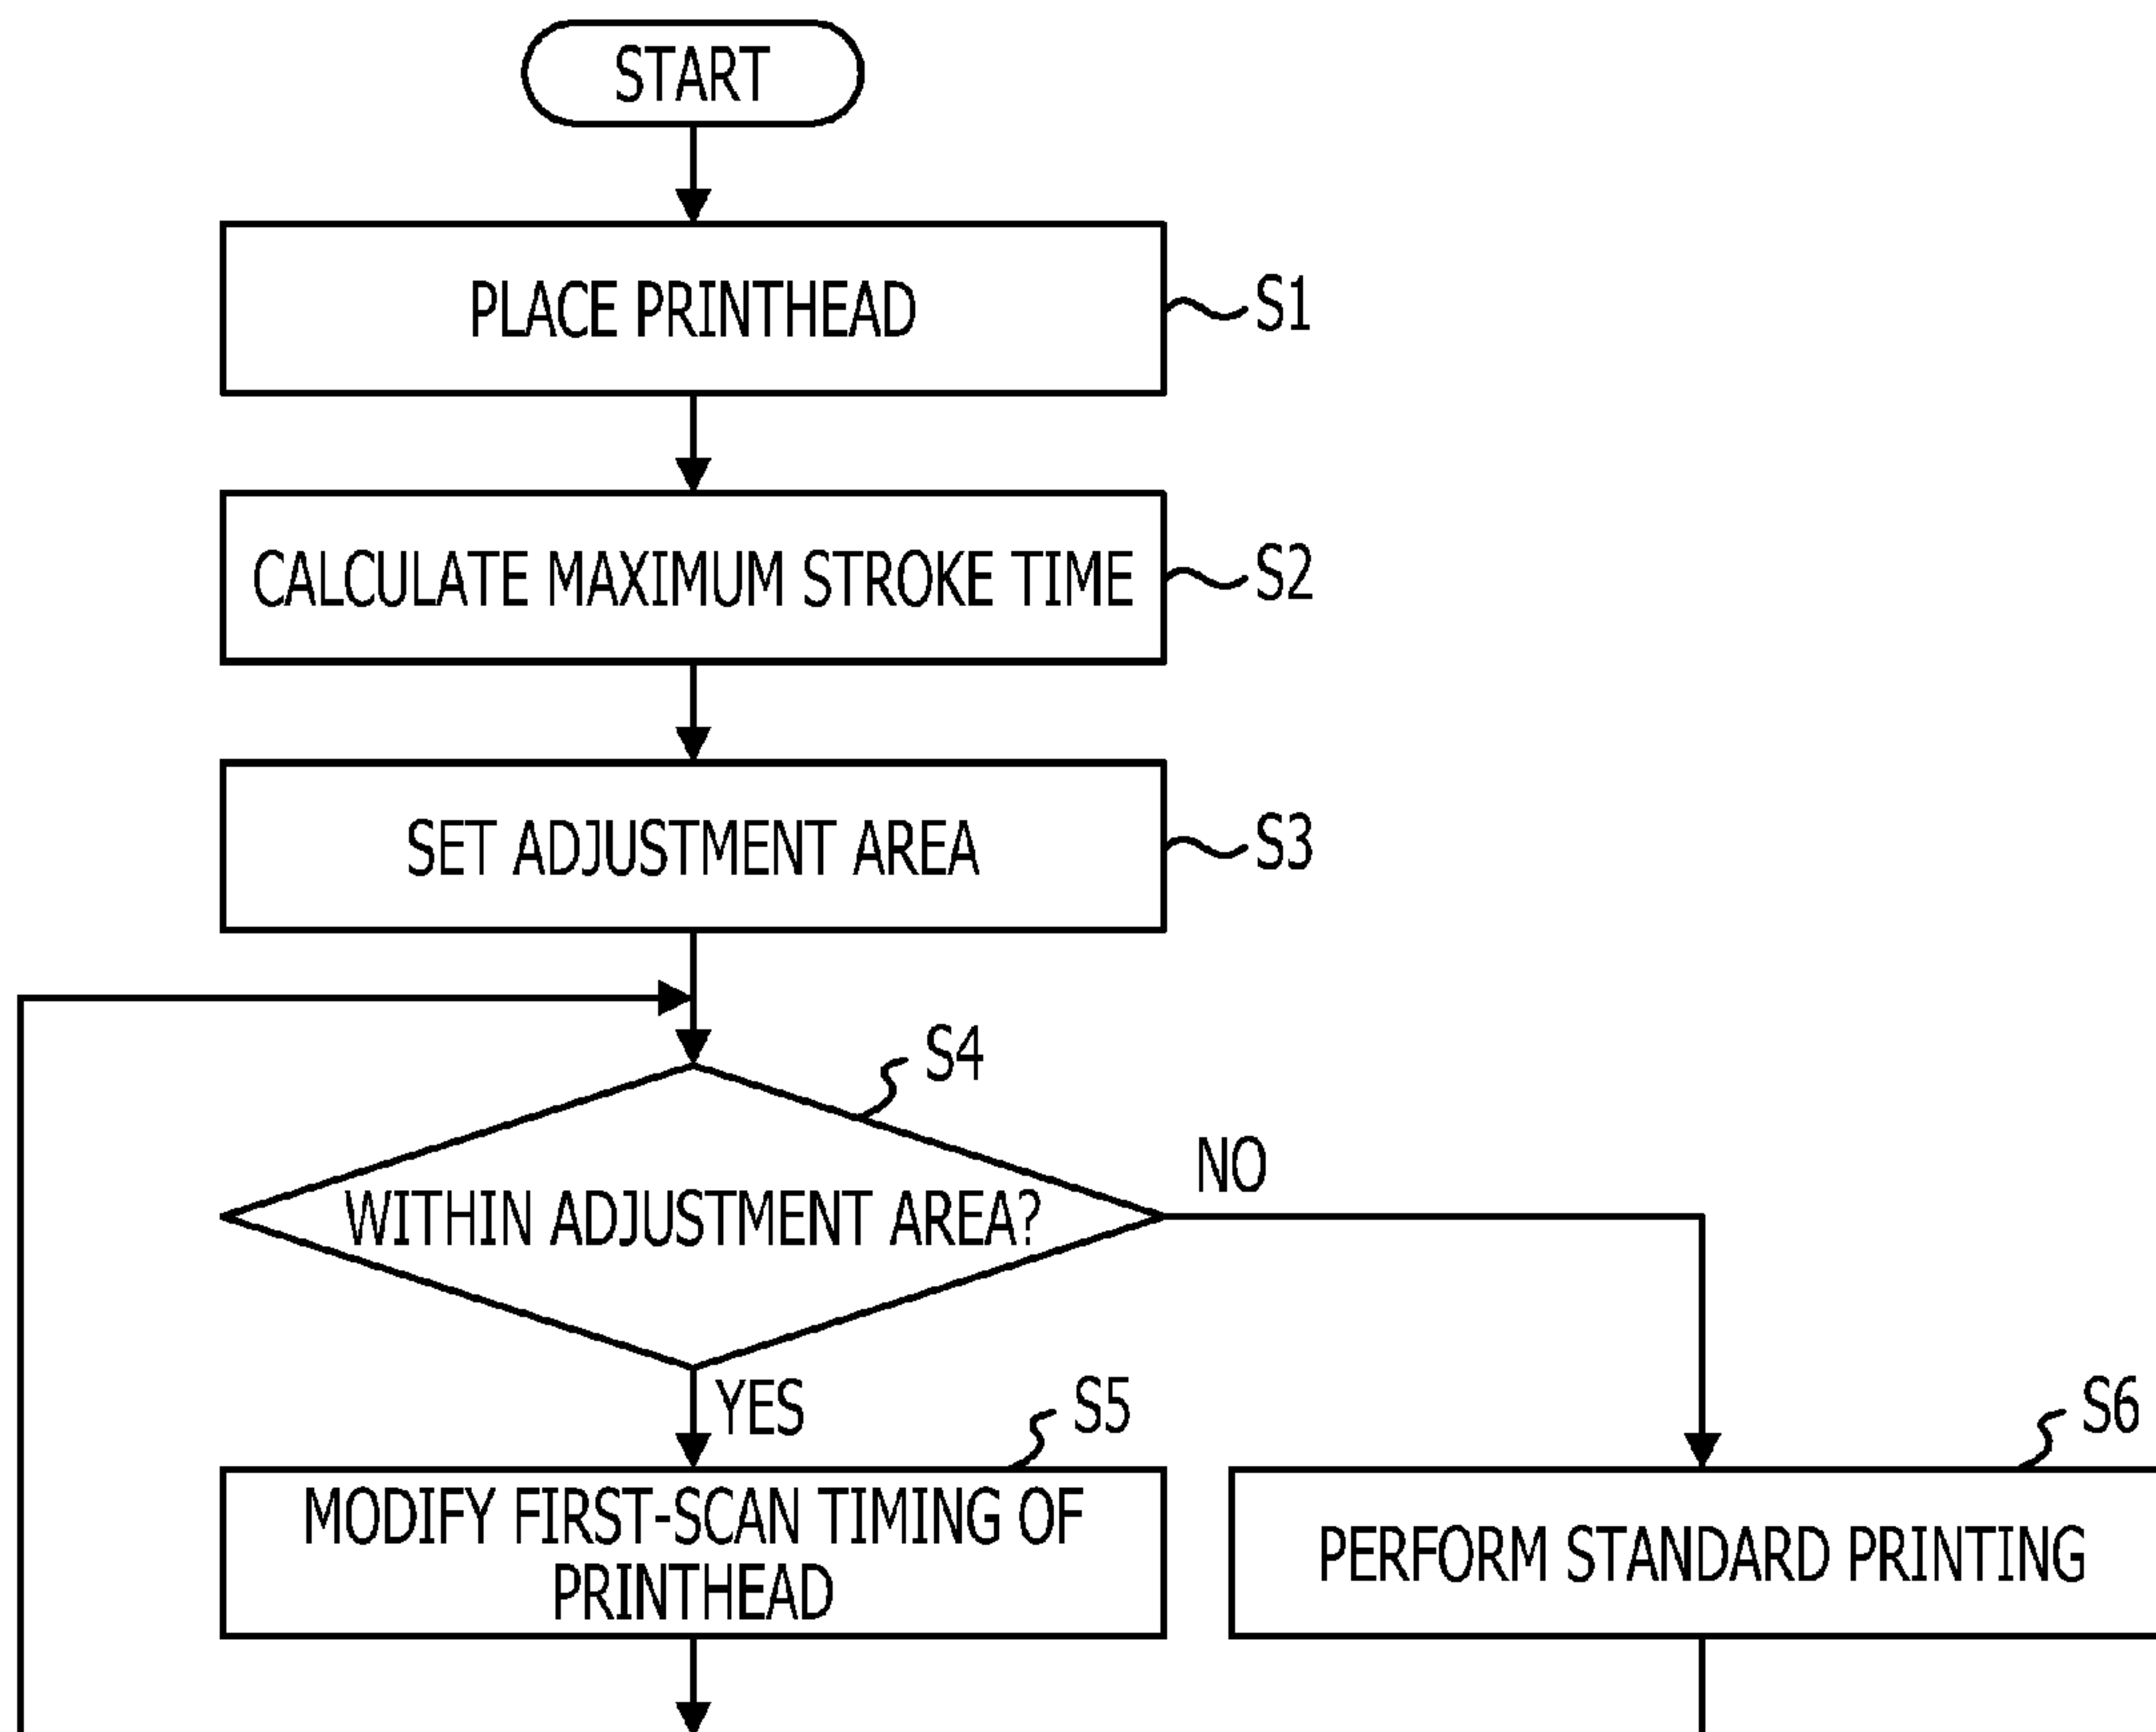 START
PLACE PRINTHEAD
S1
CALCULATE MAXIMUM STROKE TIME
S2
SET ADJUSTMENT AREA
S3
S4
WITHIN ADJUSTMENT AREA?
NO
YES
S5
MODIFY FIRST-SCAN TIMING OF
PRINTHEAD
S6
PERFORM STANDARD PRINTING